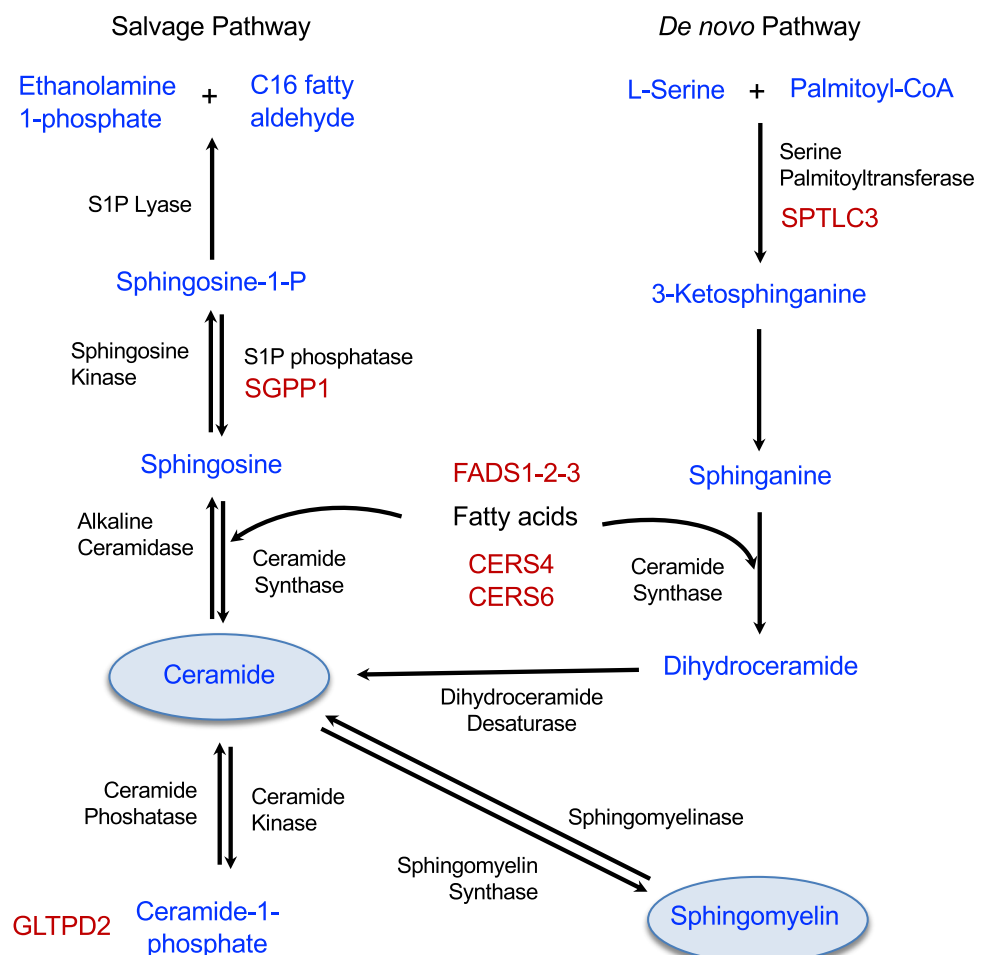 Salvage Pathway
De novo Pathway
Ethanolamine
1-phosphate
+
C16 fatty
aldehyde
L-Serine + Palmitoyl-CoA
Serine
Palmitoyltransferase
SPTLC3
S1P Lyase
Sphingosine-1-P
3-Ketosphinganine
Sphingosine
Kinase
S1P phosphatase
SGPP1
Sphingosine
FADS1-2-3
Sphinganine
Fatty acids
Alkaline
Ceramidase
Ceramide
Synthase
CERS4
CERS6
Ceramide
Synthase
Ceramide
Dihydroceramide
Dihydroceramide
Desaturase
Ceramide
Phoshatase
Ceramide
Kinase
Sphingomyelinase
Sphingomyelin
Synthase
GLTPD2
Ceramide-1-
phosphate
Sphingomyelin